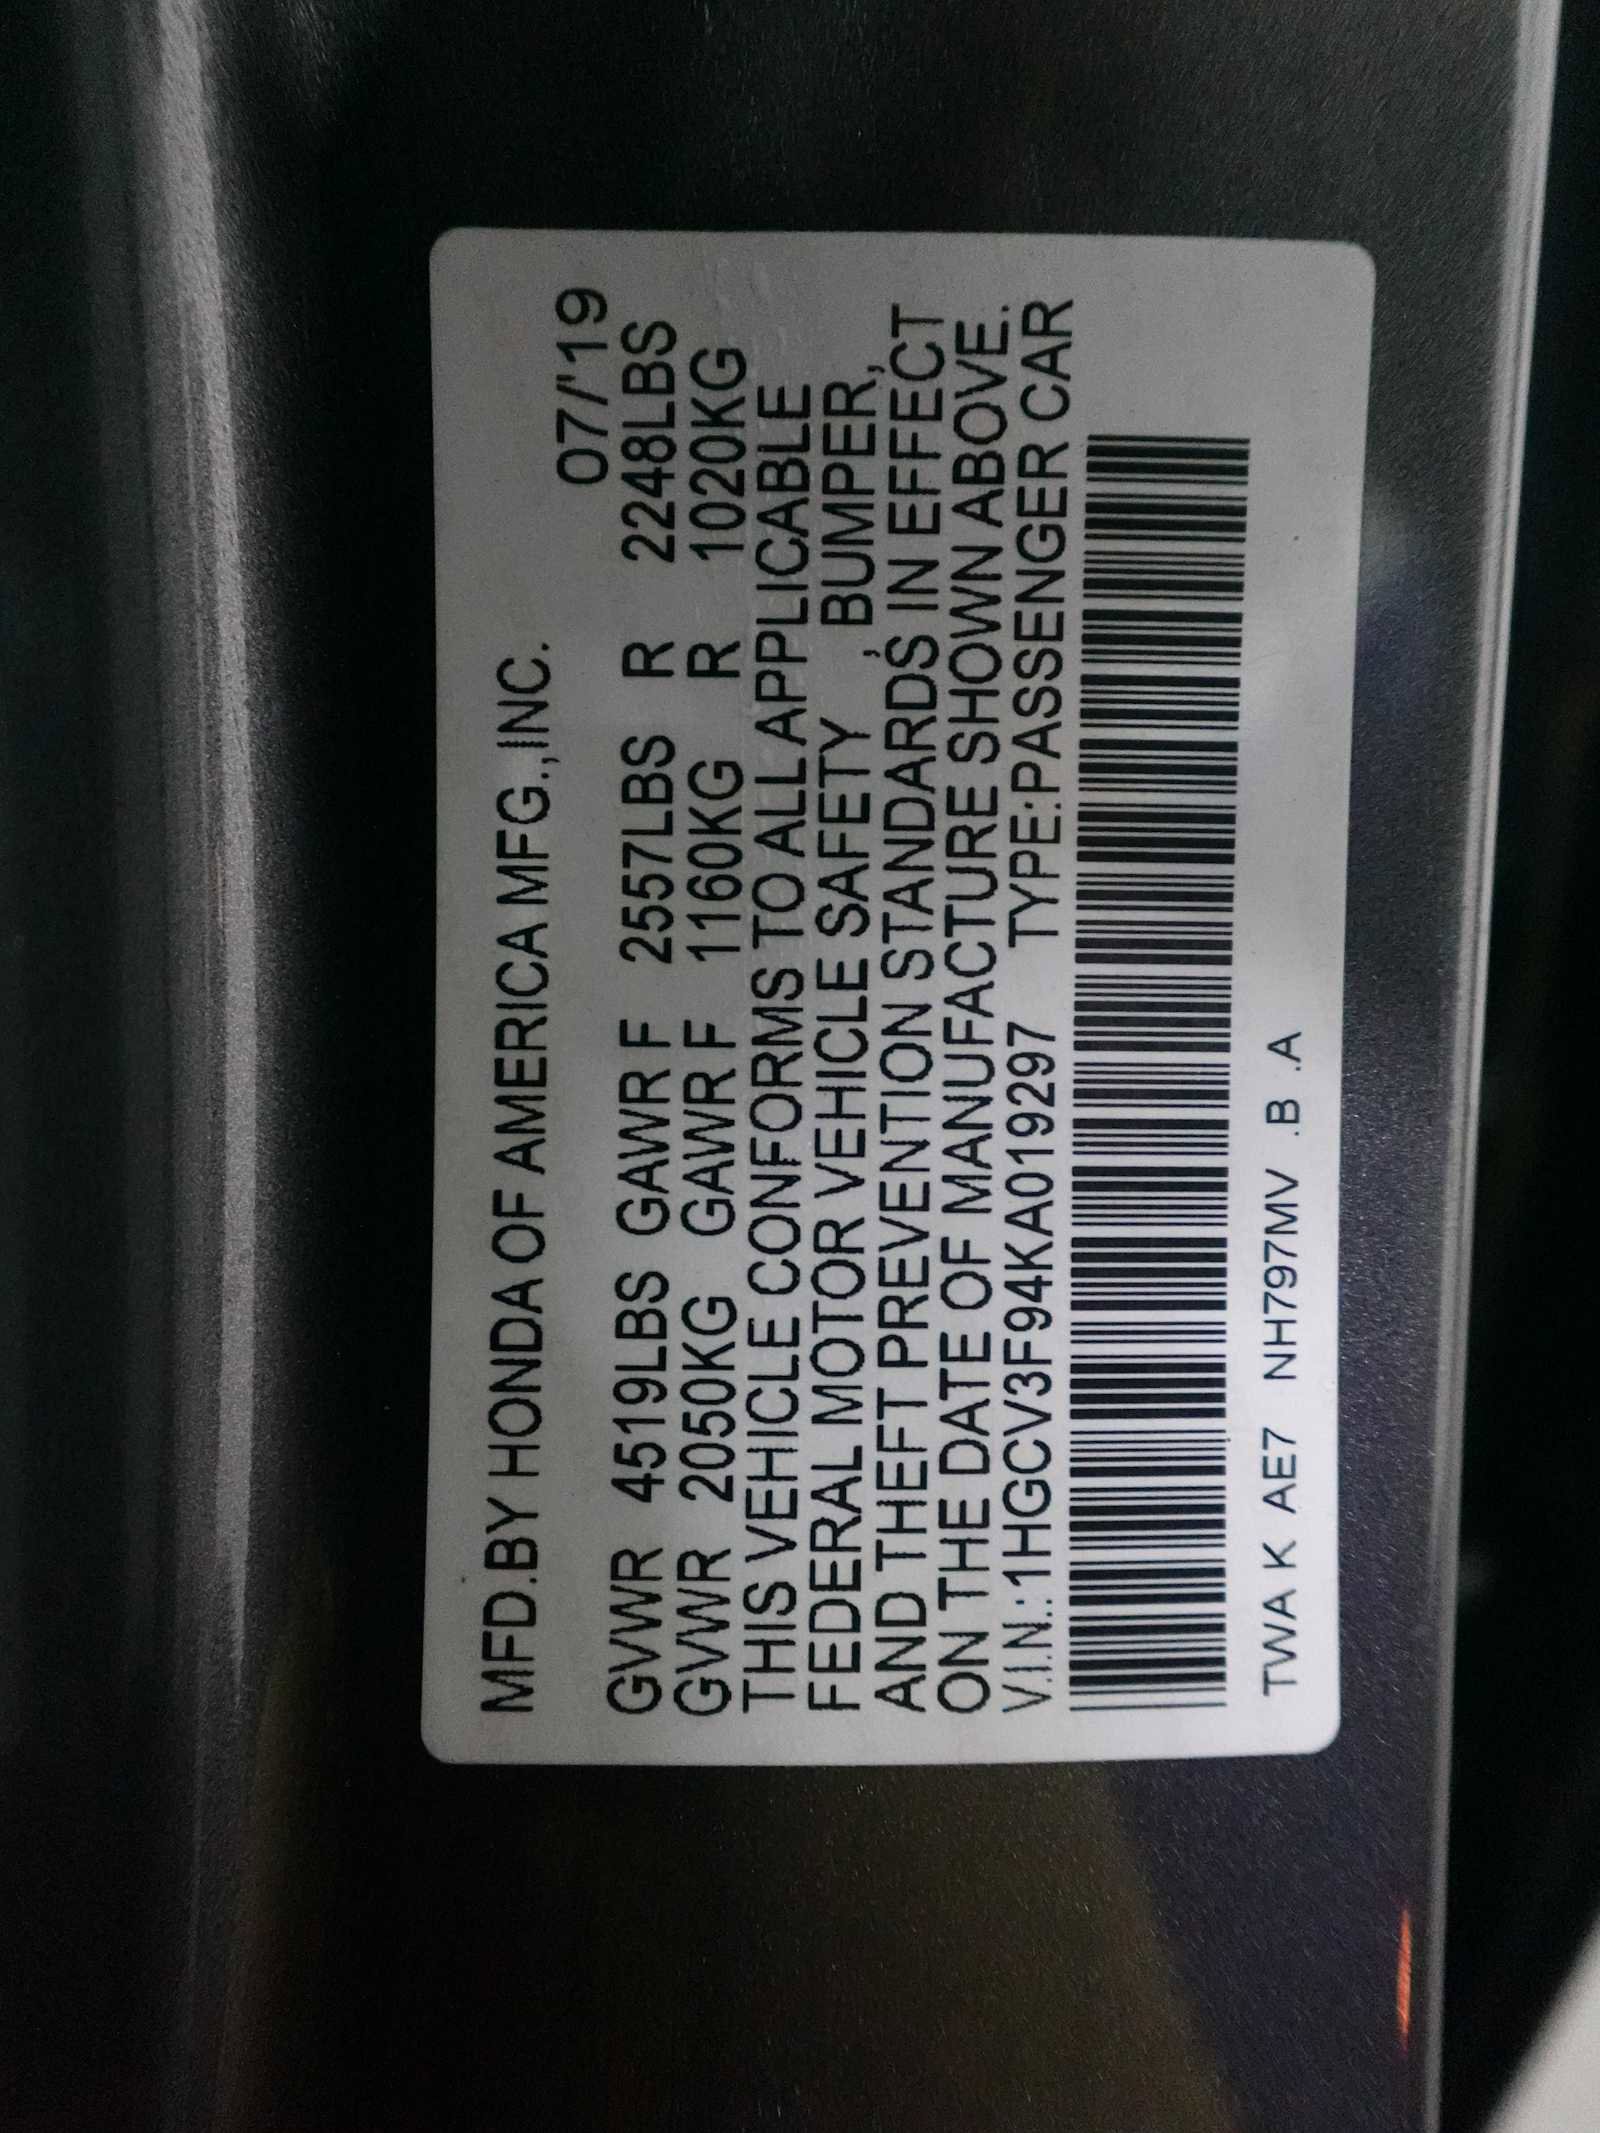 MFD.BY HONDA OF AMERICA MFG.,INC.
07/'19
GVWR 4519LBS GAWR F 2557LBS R 2248LBS
GVWR 2050KG GAWR F 1160KG R 1020KG
THIS VEHICLE CONFORMS TO ALL APPLICABLE
FEDERAL MOTOR VEHICLE SAFETY , BUMPER,
AND THEFT PREVENTION STANDARDS IN EFFECT
ON THE DATE OF MANUFACTURE SHOWN ABOVE.
V.I.N.:1HGCV3F94KA019297 TYPE:PASSENGER CAR
TWA K AE7 NH797MV .B .A